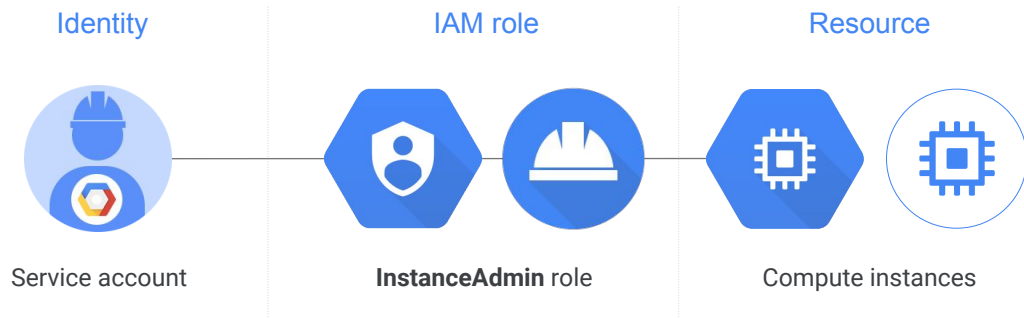 Identity
IAM role
Resource
Service account
InstanceAdmin role
Compute instances